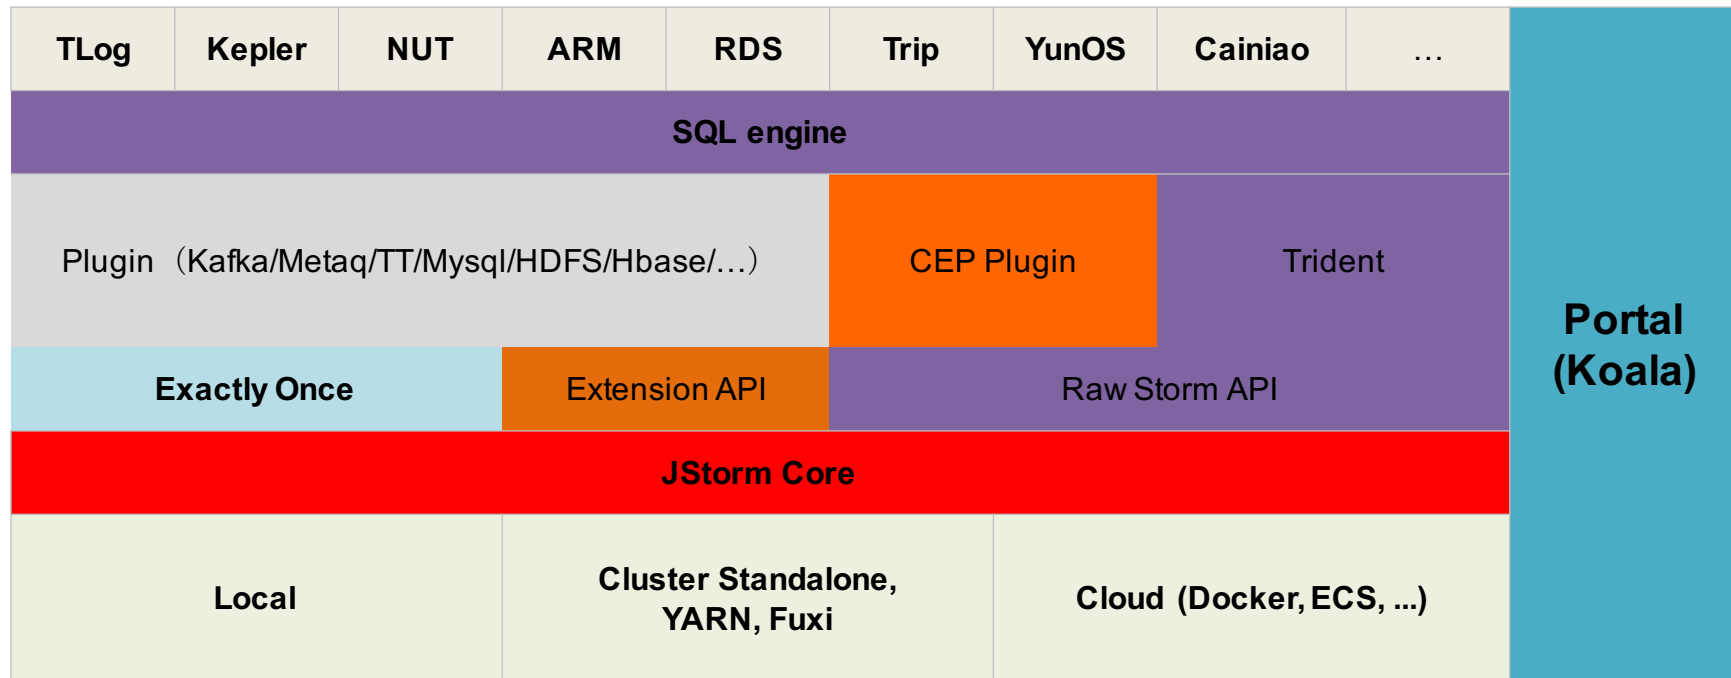 TLog Kepler NUT ARM RDS Trip YunOS Cainiao …
SQL engine
Plugin（Kafka/Metaq/TT/Mysql/HDFS/Hbase/…） CEP Plugin Trident
Exactly Once Extension API Raw Storm API
JStorm Core
Local
Cluster Standalone,
YARN, Fuxi
Cloud (Docker, ECS, ...)
Portal
(Koala)